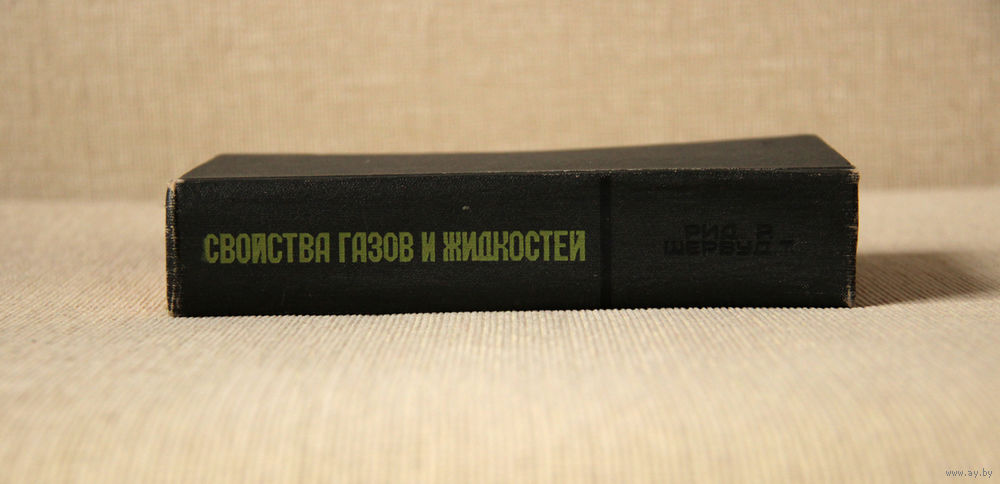 СВОЙСТВА ГАЗОВ И ЖИДКОСТЕЙ
РИД Р.
ШЕРВУД Т.
www.ay.by